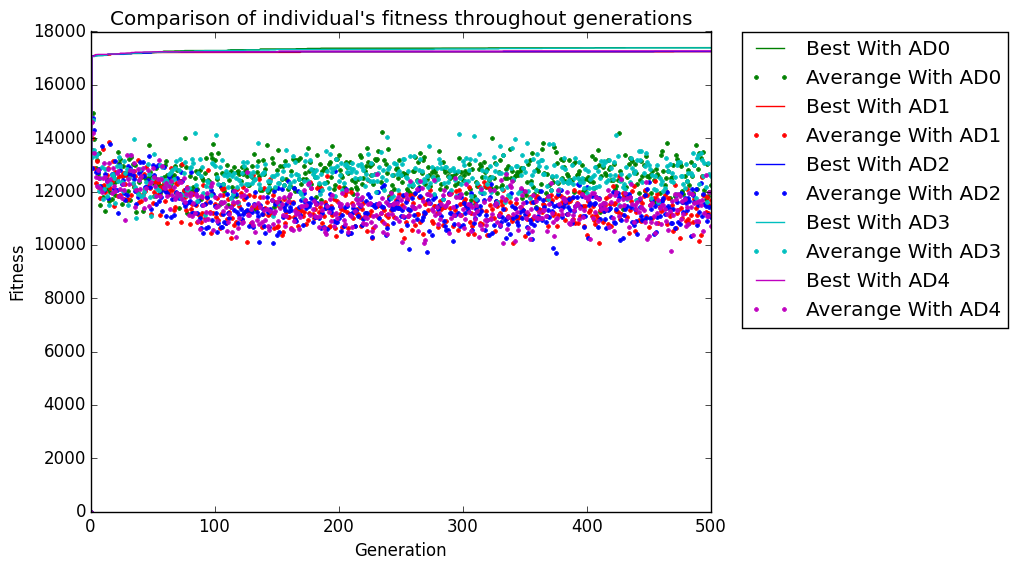 Comparison of individual's fitness throughout generations
18000
16000
14000
12000
10000
8000
6000
4000
2000
0
Fitness
0 100 200 300 400 500
Generation
Best With AD0
Averange With AD0
Best With AD1
Averange With AD1
Best With AD2
Averange With AD2
Best With AD3
Averange With AD3
Best With AD4
Averange With AD4